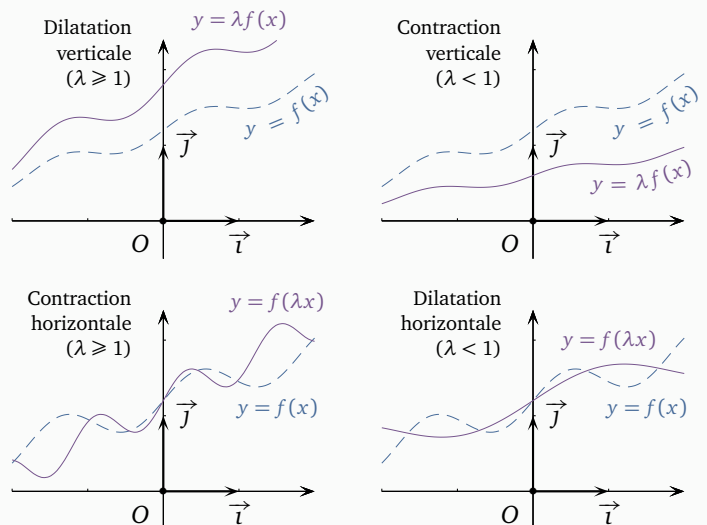 Dilatation
verticale
(λ ⩾ 1)
y = λf(x)
y = f(x)
ȷ⃗
O
ı⃗
Contraction
verticale
(λ < 1)
y = f(x)
ȷ⃗
y = λf(x)
O
ı⃗
Contraction
horizontale
(λ ⩾ 1)
y = f(λx)
y = f(x)
ȷ⃗
O
ı⃗
Dilatation
horizontale
(λ < 1)
y = f(λx)
y = f(x)
ȷ⃗
O
ı⃗